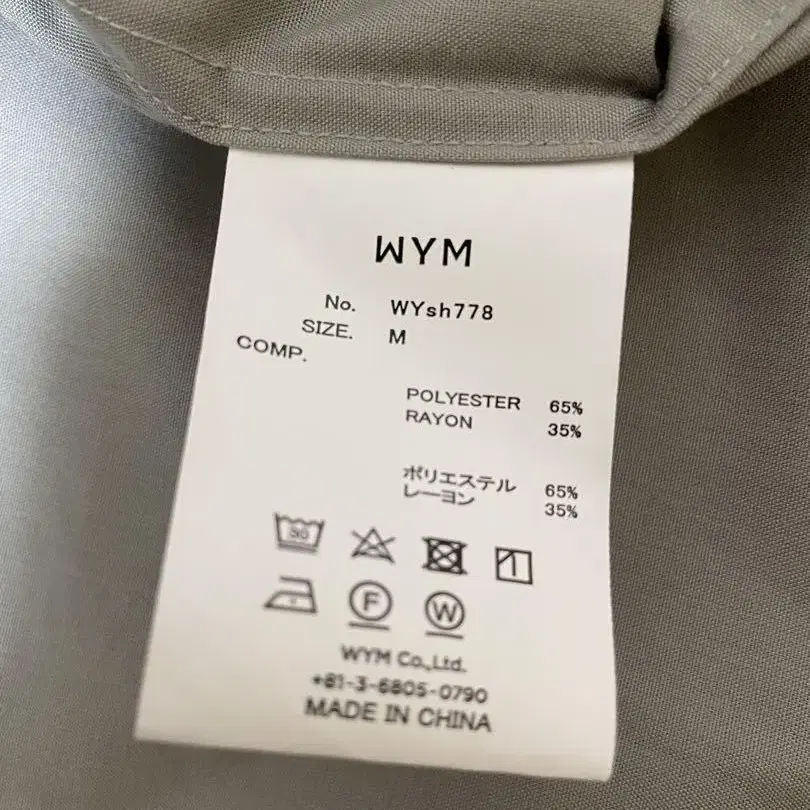 WYM
No. WYsh778
SIZE. M
COMP.
POLYESTER 65%
RAYON 35%
ポリエステル 65%
レーヨン 35%
F W
WYM Co.,Ltd.
+81-3-6805-0790
MADE IN CHINA